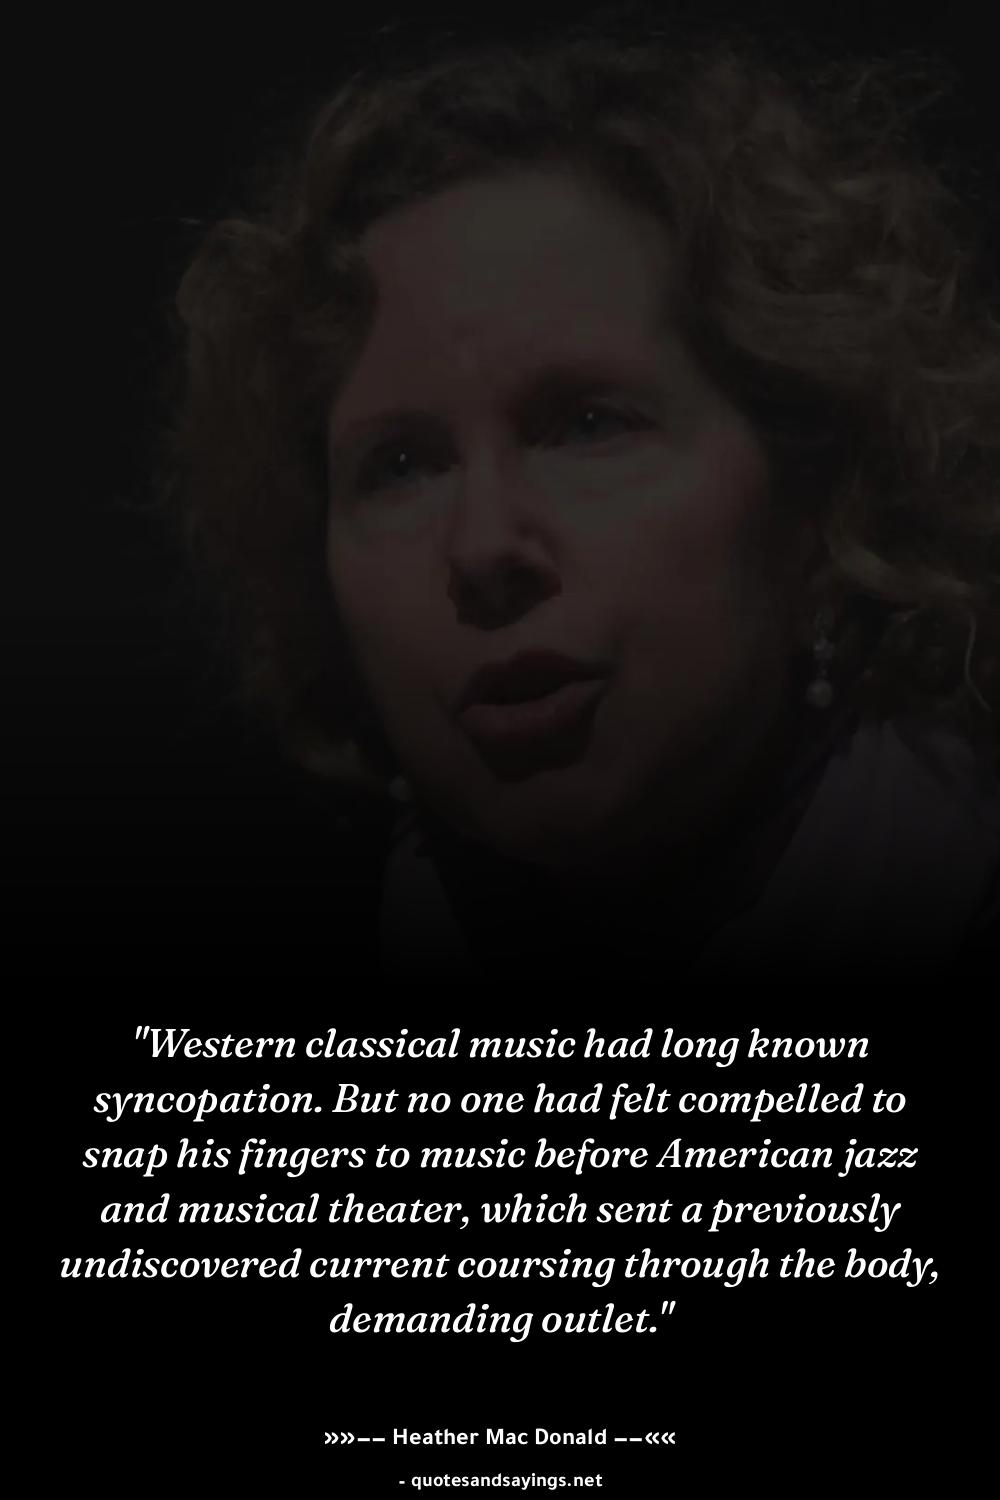 "Western classical music had long known
syncopation. But no one had felt compelled to
snap his fingers to music before American jazz
and musical theater, which sent a previously
undiscovered current coursing through the body,
demanding outlet."
»»−− Heather Mac Donald −−««
- quotesandsayings.net